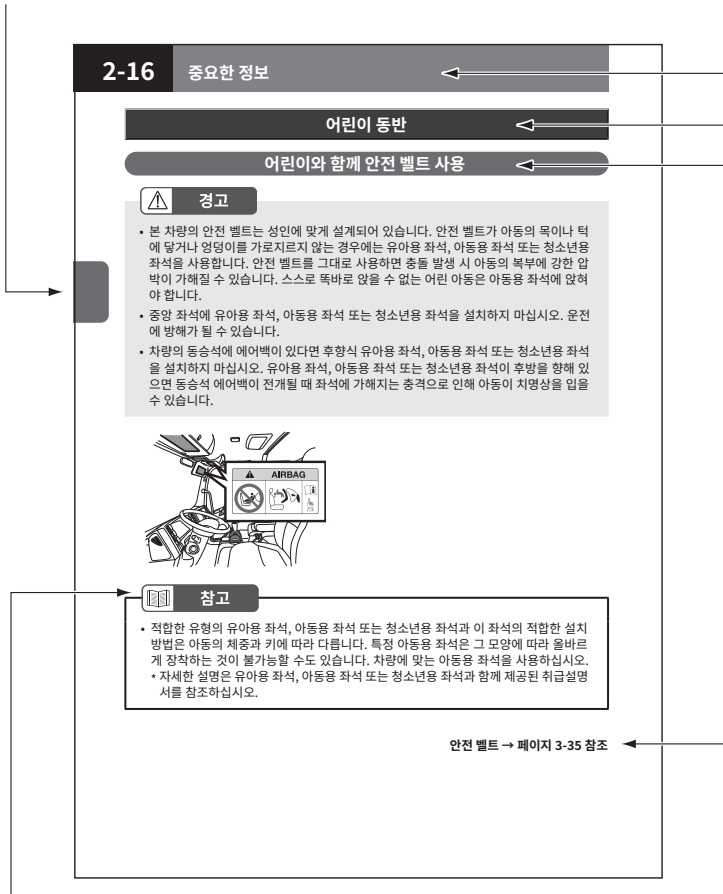 2-16 중요한 정보
어린이 동반
어린이와 함께 안전 벨트 사용
경고
• 본 차량의 안전 벨트는 성인에 맞게 설계되어 있습니다. 안전 벨트가 아동의 목이나 턱
에 닿거나 엉덩이를 가로지르지 않는 경우에는 유아용 좌석, 아동용 좌석 또는 청소년용
좌석을 사용합니다. 안전 벨트를 그대로 사용하면 충돌 발생 시 아동의 복부에 강한 압
박이 가해질 수 있습니다. 스스로 똑바로 앉을 수 없는 어린 아동은 아동용 좌석에 앉혀
야 합니다.
• 중앙 좌석에 유아용 좌석, 아동용 좌석 또는 청소년용 좌석을 설치하지 마십시오. 운전
에 방해가 될 수 있습니다.
• 차량의 동승석에 에어백이 있다면 후향식 유아용 좌석, 아동용 좌석 또는 청소년용 좌석
을 설치하지 마십시오. 유아용 좌석, 아동용 좌석 또는 청소년용 좌석이 후방을 향해 있
으면 동승석 에어백이 전개될 때 좌석에 가해지는 충격으로 인해 아동이 치명상을 입을
수 있습니다.
AIRBAG
참고
• 적합한 유형의 유아용 좌석, 아동용 좌석 또는 청소년용 좌석과 이 좌석의 적합한 설치
방법은 아동의 체중과 키에 따라 다릅니다. 특정 아동용 좌석은 그 모양에 따라 올바르
게 장착하는 것이 불가능할 수도 있습니다. 차량에 맞는 아동용 좌석을 사용하십시오.
* 자세한 설명은 유아용 좌석, 아동용 좌석 또는 청소년용 좌석과 함께 제공된 취급설명
서를 참조하십시오.
안전 벨트 → 페이지 3-35 참조